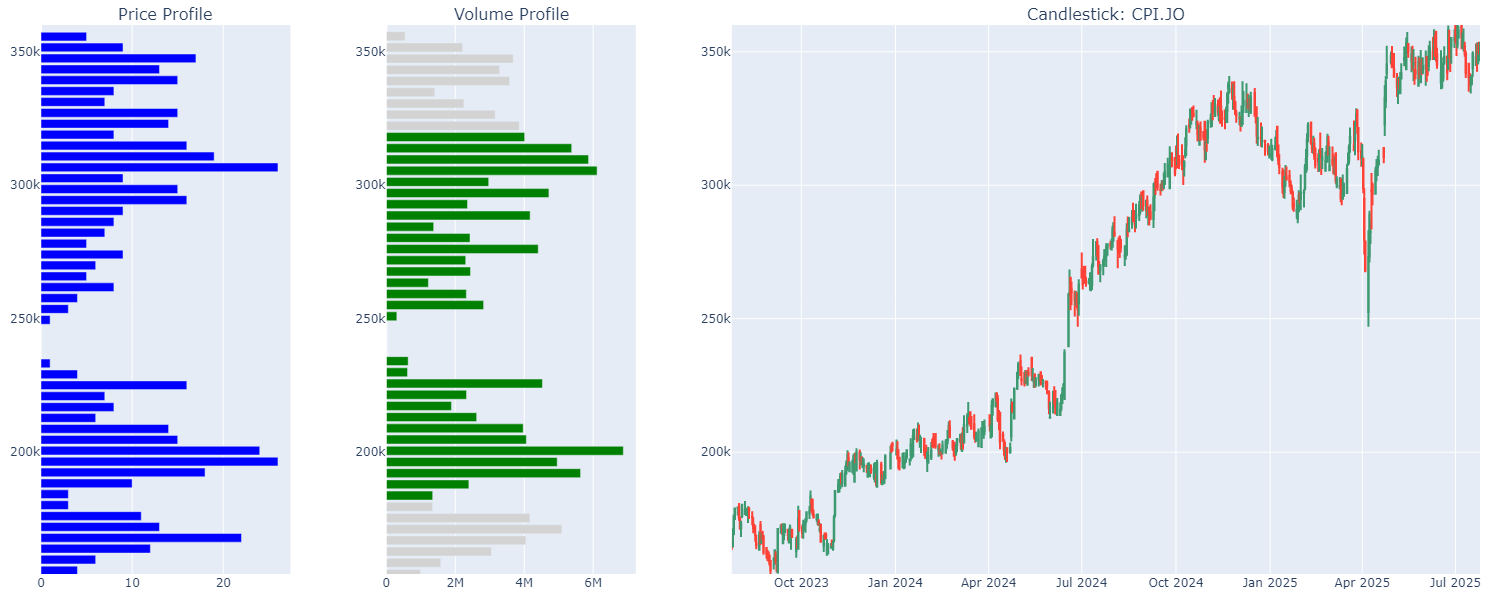 Price Profile
350k
300k
250k
200k
0
10
20
Volume Profile
350k
300k
250k
200k
0
2M
4M
6M
Candlestick: CPI.JO
350k
300k
250k
200k
Oct 2023
Jan 2024
Apr 2024
Jul 2024
Oct 2024
Jan 2025
Apr 2025
Jul 2025